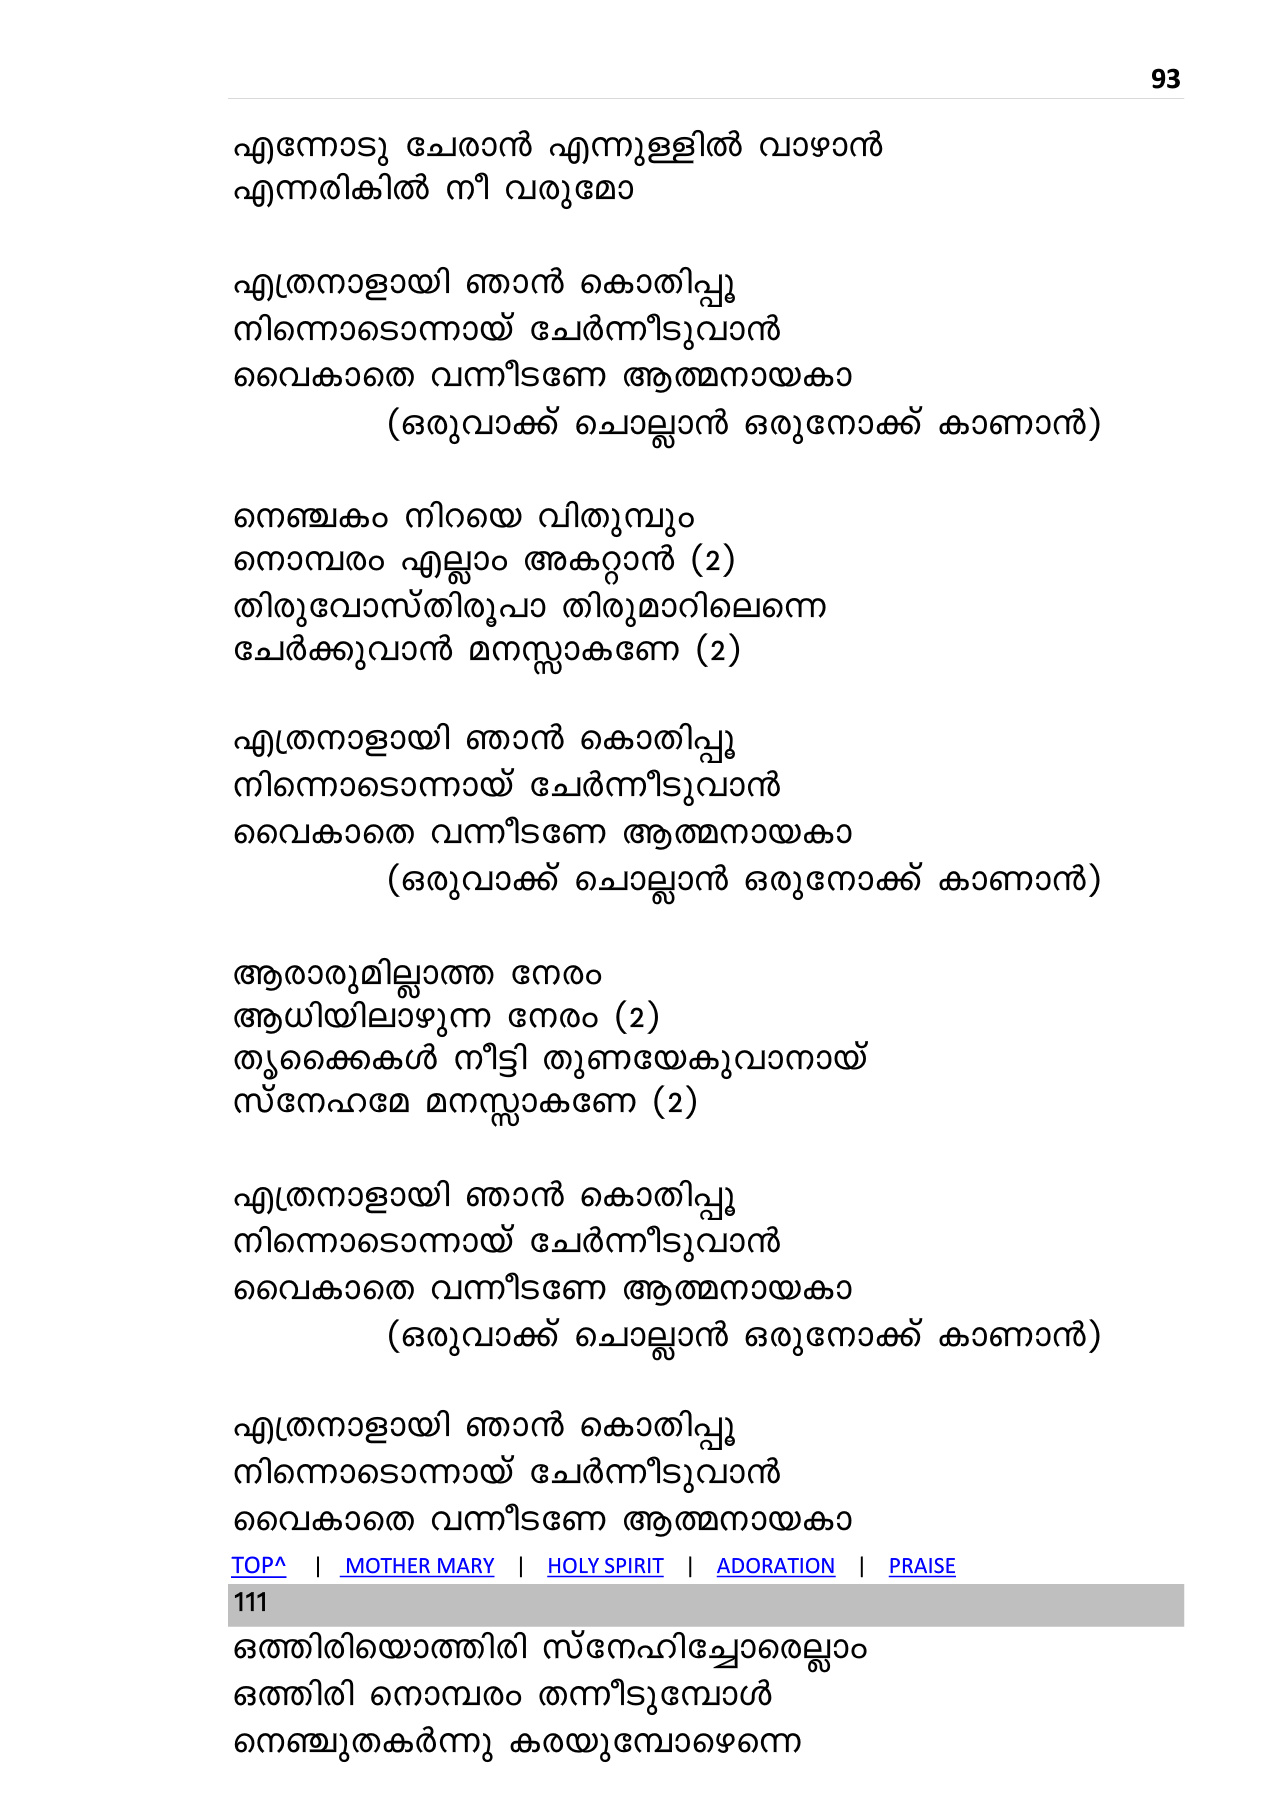 93
എന്നോടു ചേരാൻ എന്നുള്ളിൽ വാഴാൻ
എന്നരികിൽ നീ വരുമോ
എത്രനാളായി ഞാൻ കൊതിപ്പൂ
നിന്നൊടൊന്നായ് ചേർന്നീടുവാൻ
വൈകാതെ വന്നീടണേ ആത്മനായകാ
(ഒരുവാക്ക് ചൊല്ലാൻ ഒരുനോക്ക് കാണാൻ)
നെഞ്ചകം നിറയെ വിതുമ്പും
നൊമ്പരം എല്ലാം അകറ്റാൻ (2)
തിരുവോസ്തിരൂപാ തിരുമാറിലെന്നെ
ചേർക്കുവാൻ മനസ്സാകണേ (2)
എത്രനാളായി ഞാൻ കൊതിപ്പൂ
നിന്നൊടൊന്നായ് ചേർന്നീടുവാൻ
വൈകാതെ വന്നീടണേ ആത്മനായകാ
(ഒരുവാക്ക് ചൊല്ലാൻ ഒരുനോക്ക് കാണാൻ)
ആരാരുമില്ലാത്ത നേരം
ആധിയിലാഴുന്ന നേരം (2)
തൃക്കൈകൾ നീട്ടി തുണയേകുവാനായ്
സ്നേഹമേ മനസ്സാകണേ (2)
എത്രനാളായി ഞാൻ കൊതിപ്പൂ
നിന്നൊടൊന്നായ് ചേർന്നീടുവാൻ
വൈകാതെ വന്നീടണേ ആത്മനായകാ
(ഒരുവാക്ക് ചൊല്ലാൻ ഒരുനോക്ക് കാണാൻ)
എത്രനാളായി ഞാൻ കൊതിപ്പൂ
നിന്നൊടൊന്നായ് ചേർന്നീടുവാൻ
വൈകാതെ വന്നീടണേ ആത്മനായകാ
TOP^ | MOTHER MARY | HOLY SPIRIT | ADORATION | PRAISE
111
ഒത്തിരിയൊത്തിരി സ്നേഹിച്ചോരെല്ലാം
ഒത്തിരി നൊമ്പരം തന്നീടുമ്പോൾ
നെഞ്ചുതകർന്നു കരയുമ്പോഴെന്നെ